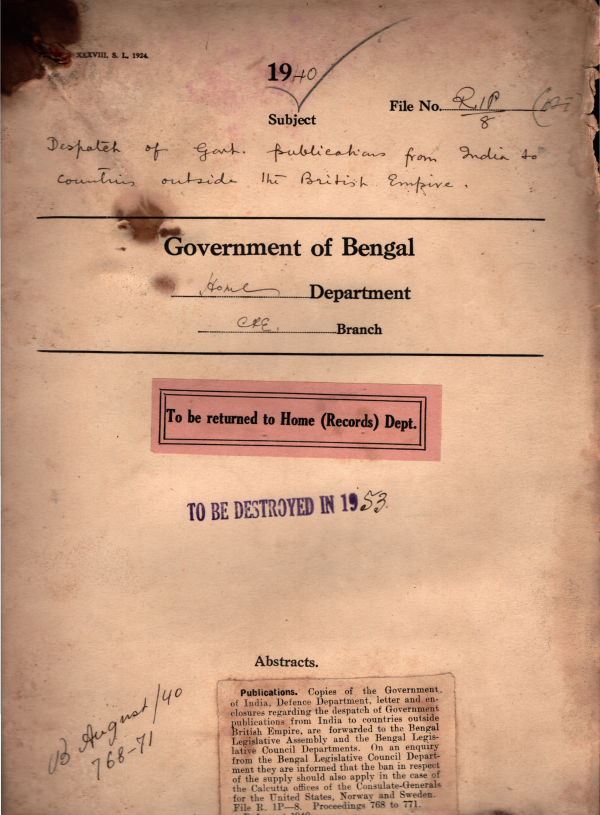 XXXVIII, S. L, 1924.
1940
File No. R. 1P/8
Subject
Despatch of Govt. publications from India to
countries outside the British Empire.
Government of Bengal
Home Department
Branch
To be returned to Home (Records) Dept.
TO BE DESTROYED IN 1953
Abstracts.
B August/40
768-71
Publications. Copies of the Government
of India, Defence Department, letter and en-
closures regarding the despatch of Government
publications from India to countries outside
British Empire, are forwarded to the Bengal
Legislative Assembly and the Bengal Legis-
lative Council Departments. On an enquiry
from the Bengal Legislative Council Depart-
ment they are informed that the ban in respect
of the supply should also apply in the case of
the Calcutta offices of the Consulate-Generals
for the United States, Norway and Sweden.
File R. 1P—8. Proceedings 768 to 771.